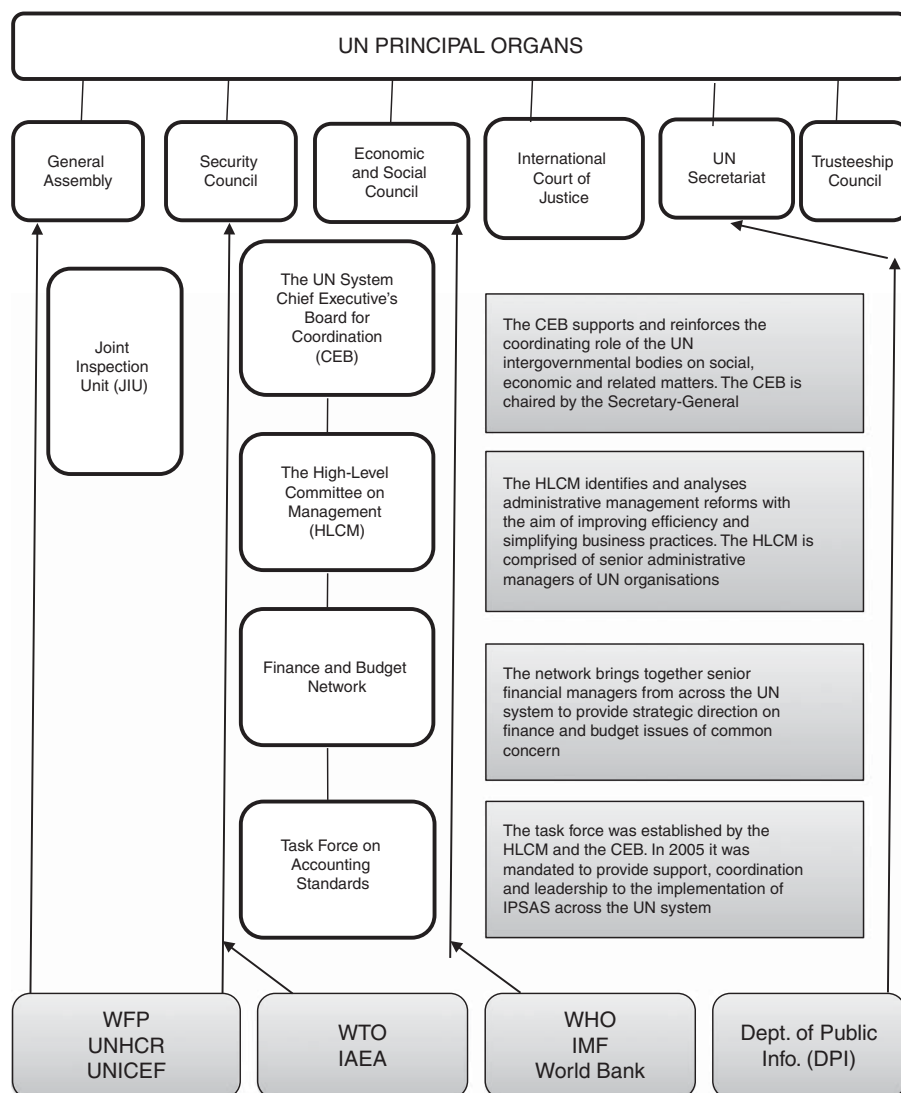 UN PRINCIPAL ORGANS
General
Assembly
Security
Council
Economic
and Social
Council
International
Court of
Justice
UN
Secretariat
Trusteeship
Council
Joint
Inspection
Unit (JIU)
The UN System
Chief Executive's
Board for
Coordination
(CEB)
The CEB supports and reinforces the
coordinating role of the UN
intergovernmental bodies on social,
economic and related matters. The CEB is
chaired by the Secretary-General
The High-Level
Committee on
Management
(HLCM)
The HLCM identifies and analyses
administrative management reforms with
the aim of improving efficiency and
simplifying business practices. The HLCM is
comprised of senior administrative
managers of UN organisations
Finance and Budget
Network
The network brings together senior
financial managers from across the UN
system to provide strategic direction on
finance and budget issues of common
concern
Task Force on
Accounting
Standards
The task force was established by the
HLCM and the CEB. In 2005 it was
mandated to provide support, coordination
and leadership to the implementation of
IPSAS across the UN system
WFP
UNHCR
UNICEF
WTO
IAEA
WHO
IMF
World Bank
Dept. of Public
Info. (DPI)